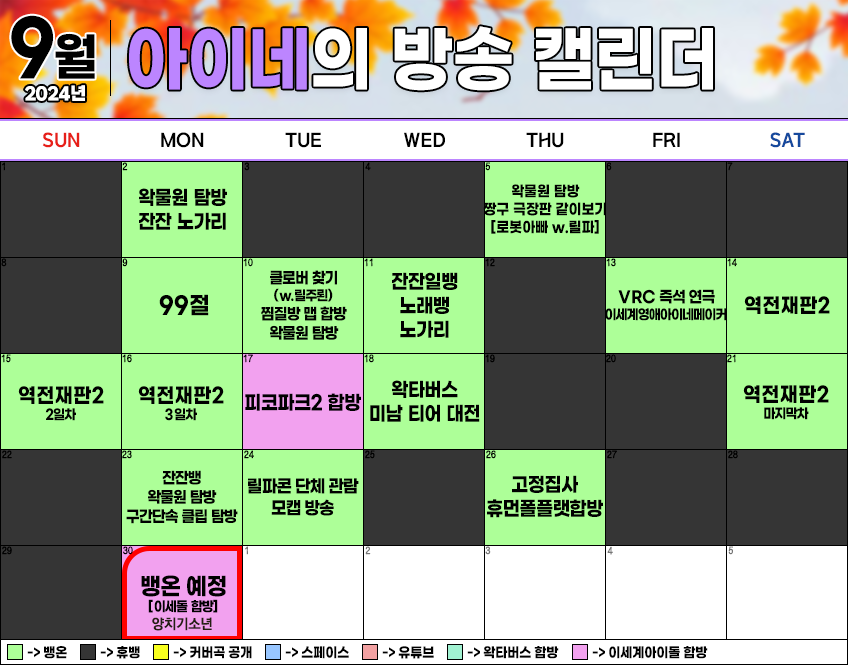 9월
2024년
아이네의 방송 캘린더
SUN MON TUE WED THU FRI SAT
1
2
왁물원 탐방
잔잔 노가리
3
4
5
왁물원 탐방
짱구 극장판 같이보기
[로봇아빠 w.릴파]
6
7
8
9
99절
10
클로버 찾기
(w.릴주륀)
찜질방 맵 합방
왁물원 탐방
11
잔잔일뱅
노래뱅
노가리
12
13
VRC 즉석 연극
이세계영애아이네메이커
14
역전재판2
15
역전재판2
2일차
16
역전재판2
3일차
17
피코파크2 합방
18
왁타버스
미남 티어 대전
19
20
21
역전재판2
마지막차
22
23
잔잔뱅
왁물원 탐방
구간단속 클립 탐방
24
릴파콘 단체 관람
모캡 방송
25
26
고정집사
휴먼폴플랫합방
27
28
29
30
뱅온 예정
[이세돌 합방]
양치기소년
1
2
3
4
5
-> 뱅온 -> 휴뱅 -> 커버곡 공개 -> 스페이스 -> 유튜브 -> 왁타버스 합방 -> 이세계아이돌 합방